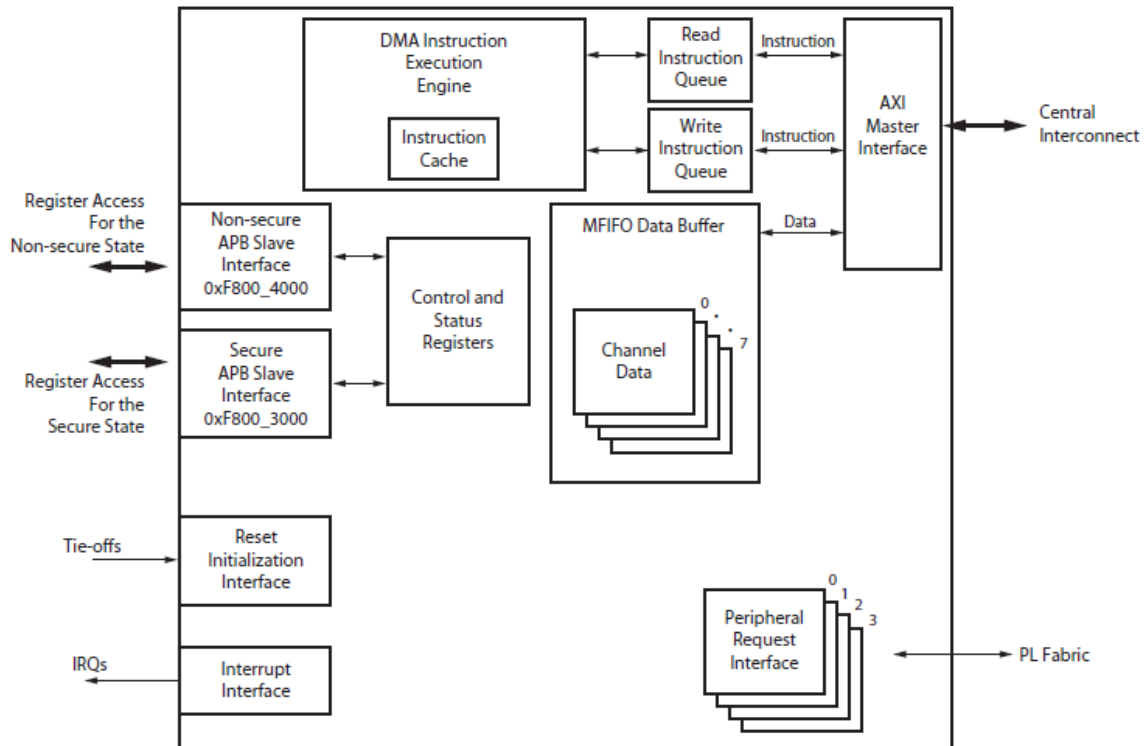 DMA Instruction
Execution
Engine
Instruction
Cache
Read
Instruction
Queue
Instruction
Write
Instruction
Queue
Instruction
AXI
Master
Interface
Central
Interconnect
Register Access
For the
Non-secure State
Non-secure
APB Slave
Interface
0xF800_4000
Control and
Status
Registers
MFIFO Data Buffer
Data
Channel
Data
0
.
.
7
Register Access
For the
Secure State
Secure
APB Slave
Interface
0xF800_3000
Tie-offs
Reset
Initialization
Interface
IRQs
Interrupt
Interface
Peripheral
Request
Interface
0
1
2
3
PL Fabric